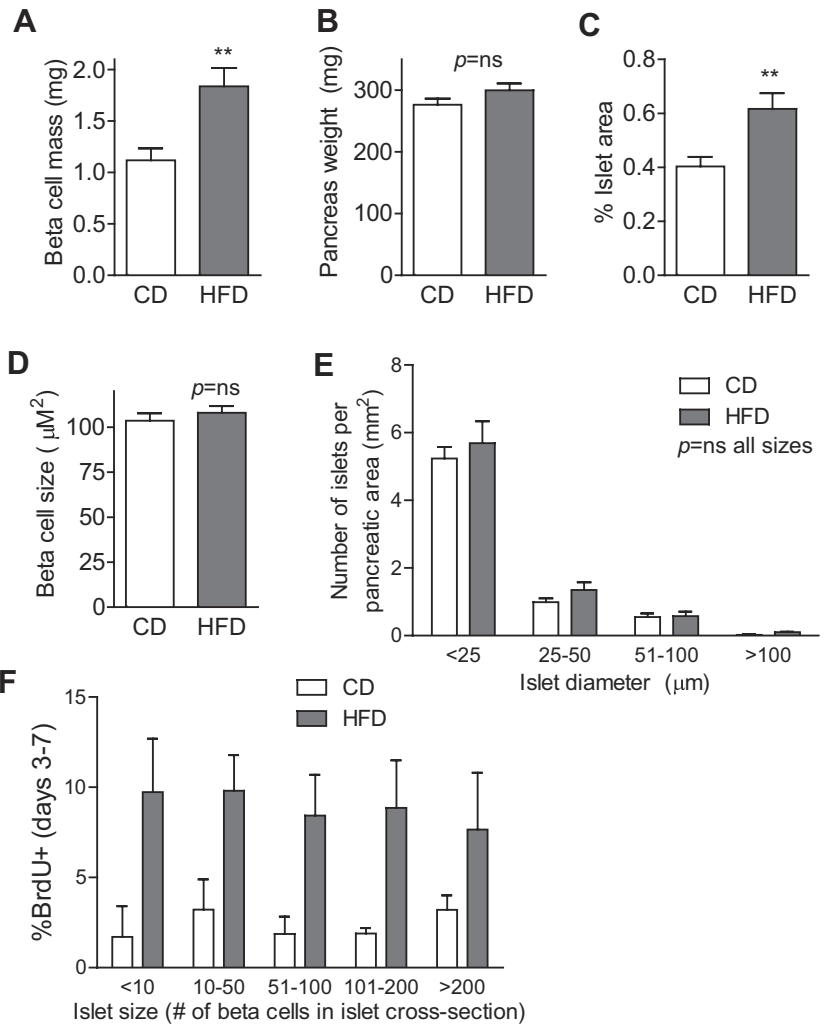 A
Beta cell mass (mg)
**
2.0
1.5
1.0
0.5
0.0
CD HFD
B
Pancreas weight (mg)
p=ns
300
200
100
0
CD HFD
C
% Islet area
**
0.8
0.6
0.4
0.2
0.0
CD HFD
D
Beta cell size ( μM2)
p=ns
100
75
50
25
0
CD HFD
E
Number of islets per
pancreatic area (mm2)
8
6
4
2
0
CD
HFD
p=ns all sizes
<25 25-50 51-100 >100
Islet diameter (μm)
F
%BrdU+ (days 3-7)
15
10
5
0
CD
HFD
<10 10-50 51-100 101-200 >200
Islet size (# of beta cells in islet cross-section)